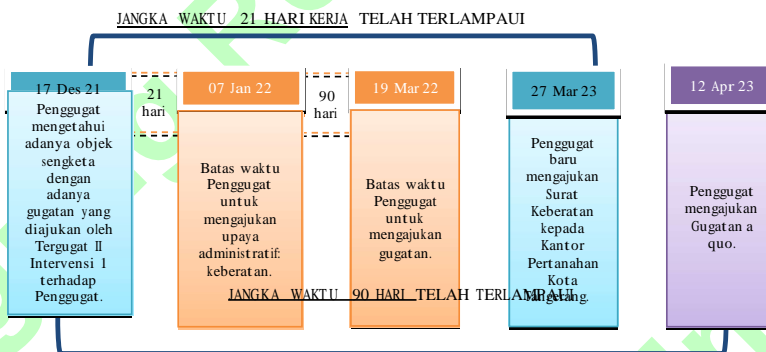 JANGKA WAKTU 21 HARI KERJA TELAH TERLAMPAUI
17 Des 21
Penggugat
mengetahui
adanya objek
sengketa
dengan
adanya
gugatan yang
diajukan oleh
Tergugat II
Intervensi 1
terhadap
Penggugat.
21
hari
07 Jan 22
Batas waktu
Penggugat
untuk
mengajukan
upaya
administratif:
keberatan.
90
hari
19 Mar 22
Batas waktu
Penggugat
untuk
mengajukan
gugatan.
27 Mar 23
Penggugat
baru
mengajukan
Surat
Keberatan
kepada
Kantor
Pertanahan
Kota
Tangerang.
12 Apr 23
Penggugat
mengajukan
Gugatan a
quo.
JANGKA WAKTU 90 HARI TELAH TERLAMPAUI